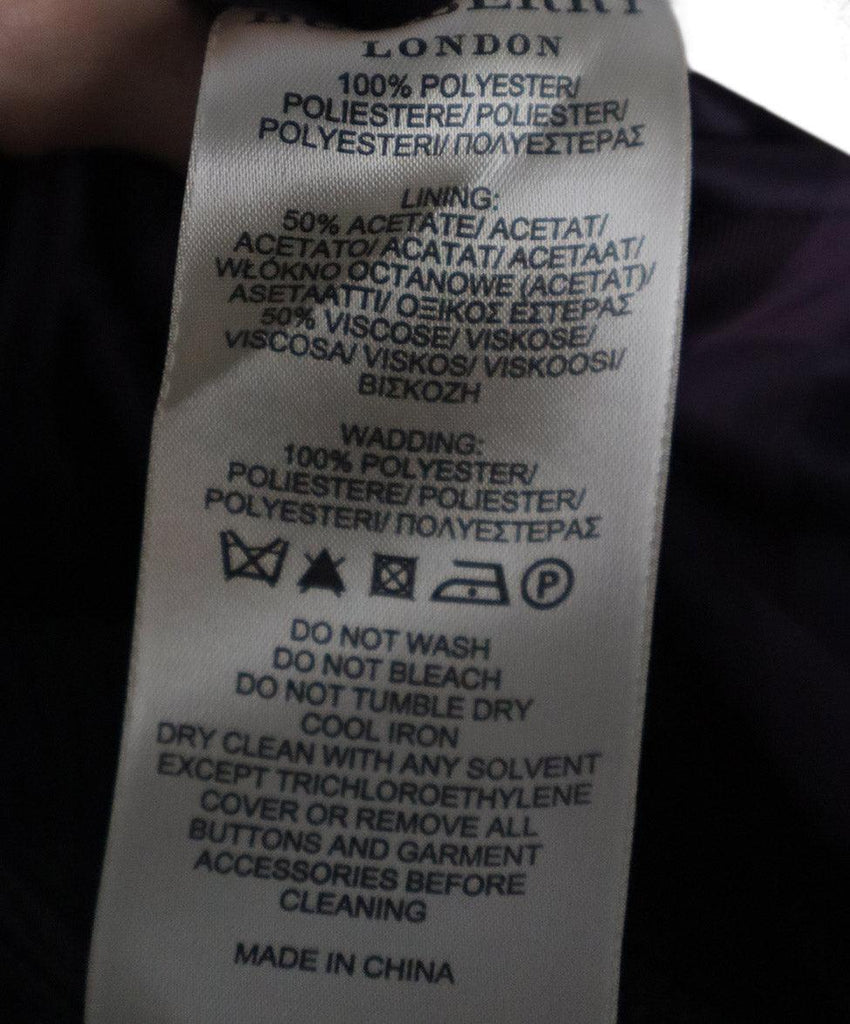 LONDON
100% POLYESTER/
POLIESTERE/ POLIESTER/
POLYESTERI/ ΠΟΛΥΕΣΤΕΡΑΣ
LINING:
50% ACETATE/ ACETAT/
ACETATO/ ACATAT/ ACETAAT/
WŁÓKNO OCTANOWE (ACETAT)/
ASETAATTI/ ΟΞΙΚΟΣ ΕΣΤΕΡΑΣ
50% VISCOSE/ VISKOSE/
VISCOSA/ VISKOS/ VISKOOSI/
ΒΙΣΚΟΖΗ
WADDING:
100% POLYESTER/
POLIESTERE/ POLIESTER/
POLYESTERI/ ΠΟΛΥΕΣΤΕΡΑΣ
P
DO NOT WASH
DO NOT BLEACH
DO NOT TUMBLE DRY
COOL IRON
DRY CLEAN WITH ANY SOLVENT
EXCEPT TRICHLOROETHYLENE
COVER OR REMOVE ALL
BUTTONS AND GARMENT
ACCESSORIES BEFORE
CLEANING
MADE IN CHINA